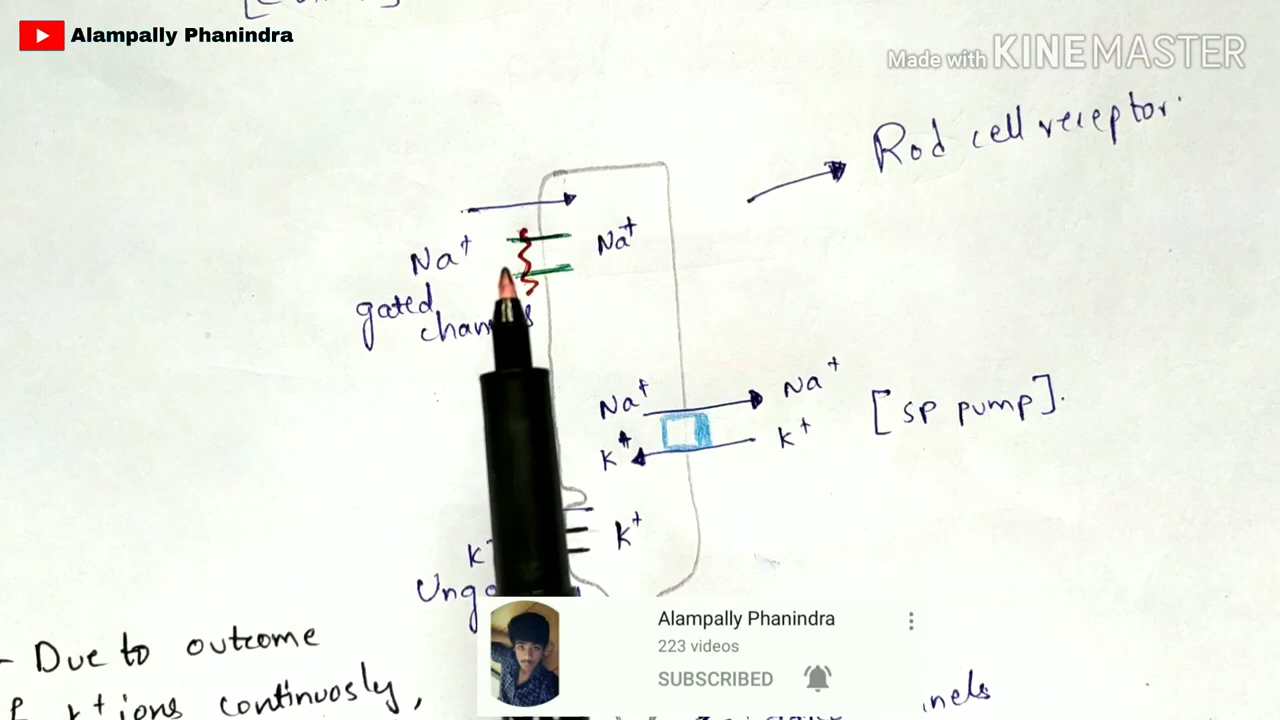 Alampally Phanindra
Made with KINEMASTER
Rod cell receptor.
Na+
Na+
gated
Na+
Na+
[SP pump].
K+
K+
K+
Due to outcome
continuosly,
Alampally Phanindra
223 videos
SUBSCRIBED